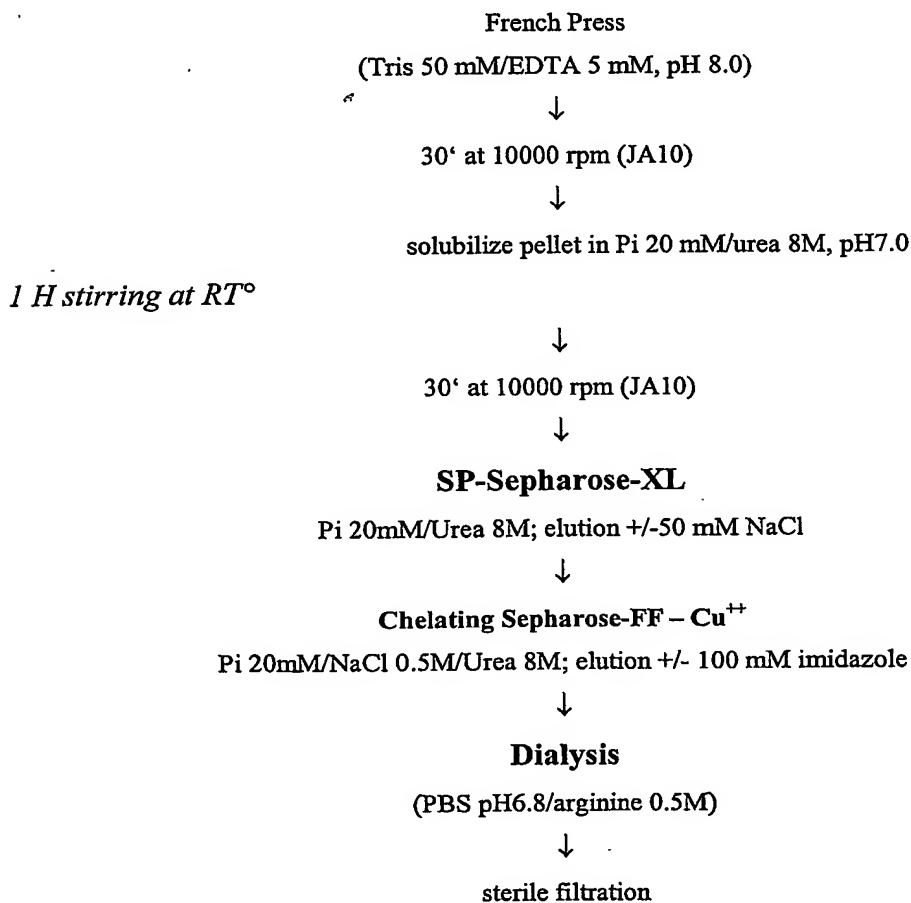 French Press
(Tris 50 mM/EDTA 5 mM, pH 8.0)
↓
30‘ at 10000 rpm (JA10)
↓
solubilize pellet in Pi 20 mM/urea 8M, pH7.0
1 H stirring at RT°
↓
30‘ at 10000 rpm (JA10)
↓
SP-Sepharose-XL
Pi 20mM/Urea 8M; elution +/-50 mM NaCl
↓
Chelating Sepharose-FF – Cu⁺⁺
Pi 20mM/NaCl 0.5M/Urea 8M; elution +/- 100 mM imidazole
↓
Dialysis
(PBS pH6.8/arginine 0.5M)
↓
sterile filtration